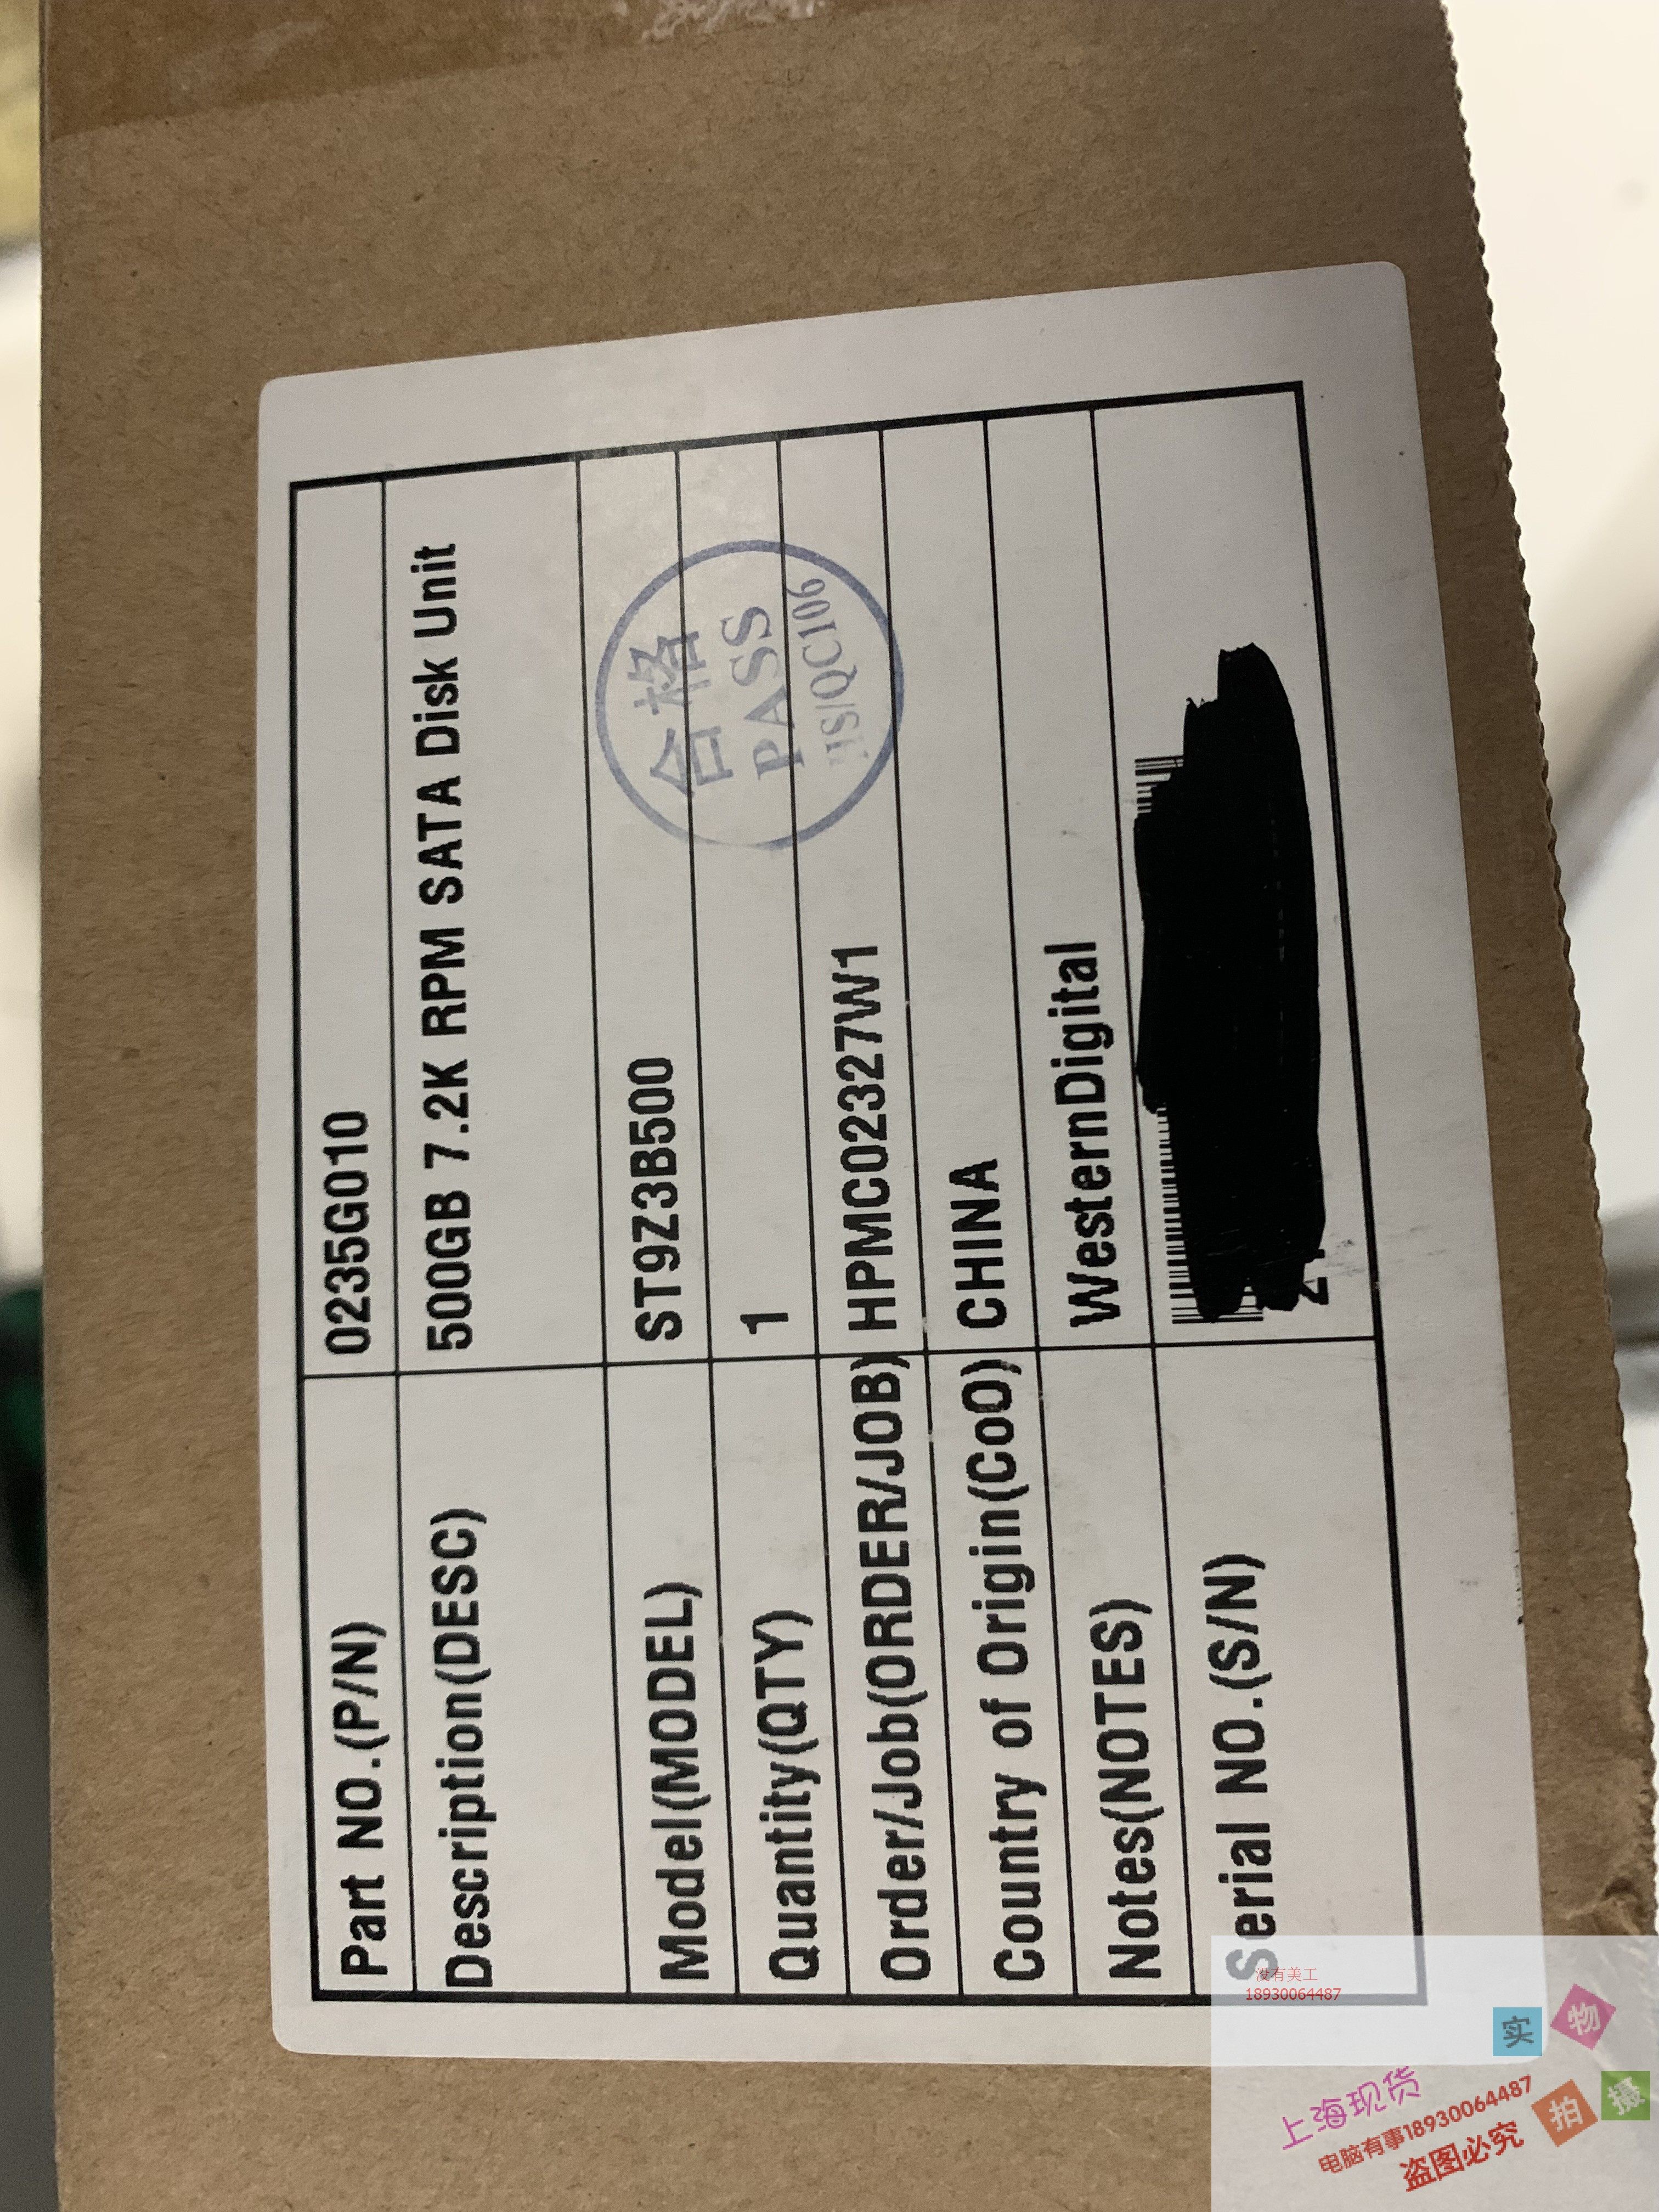 Part NO.(P/N) 0235G010
Description(DESC) 500GB 7.2K RPM SATA Disk Unit
Model(MODEL) ST9Z3B500
Quantity(QTY) 1
Order/Job(ORDER/JOB) HPMC02327W1
Country of Origin(CoO) CHINA
Notes(NOTES) WesternDigital
Serial NO.(S/N)
合格
PASS
没有美工
18930064487
实物
拍摄
上海现货
电脑有事18930064487
盗图必究